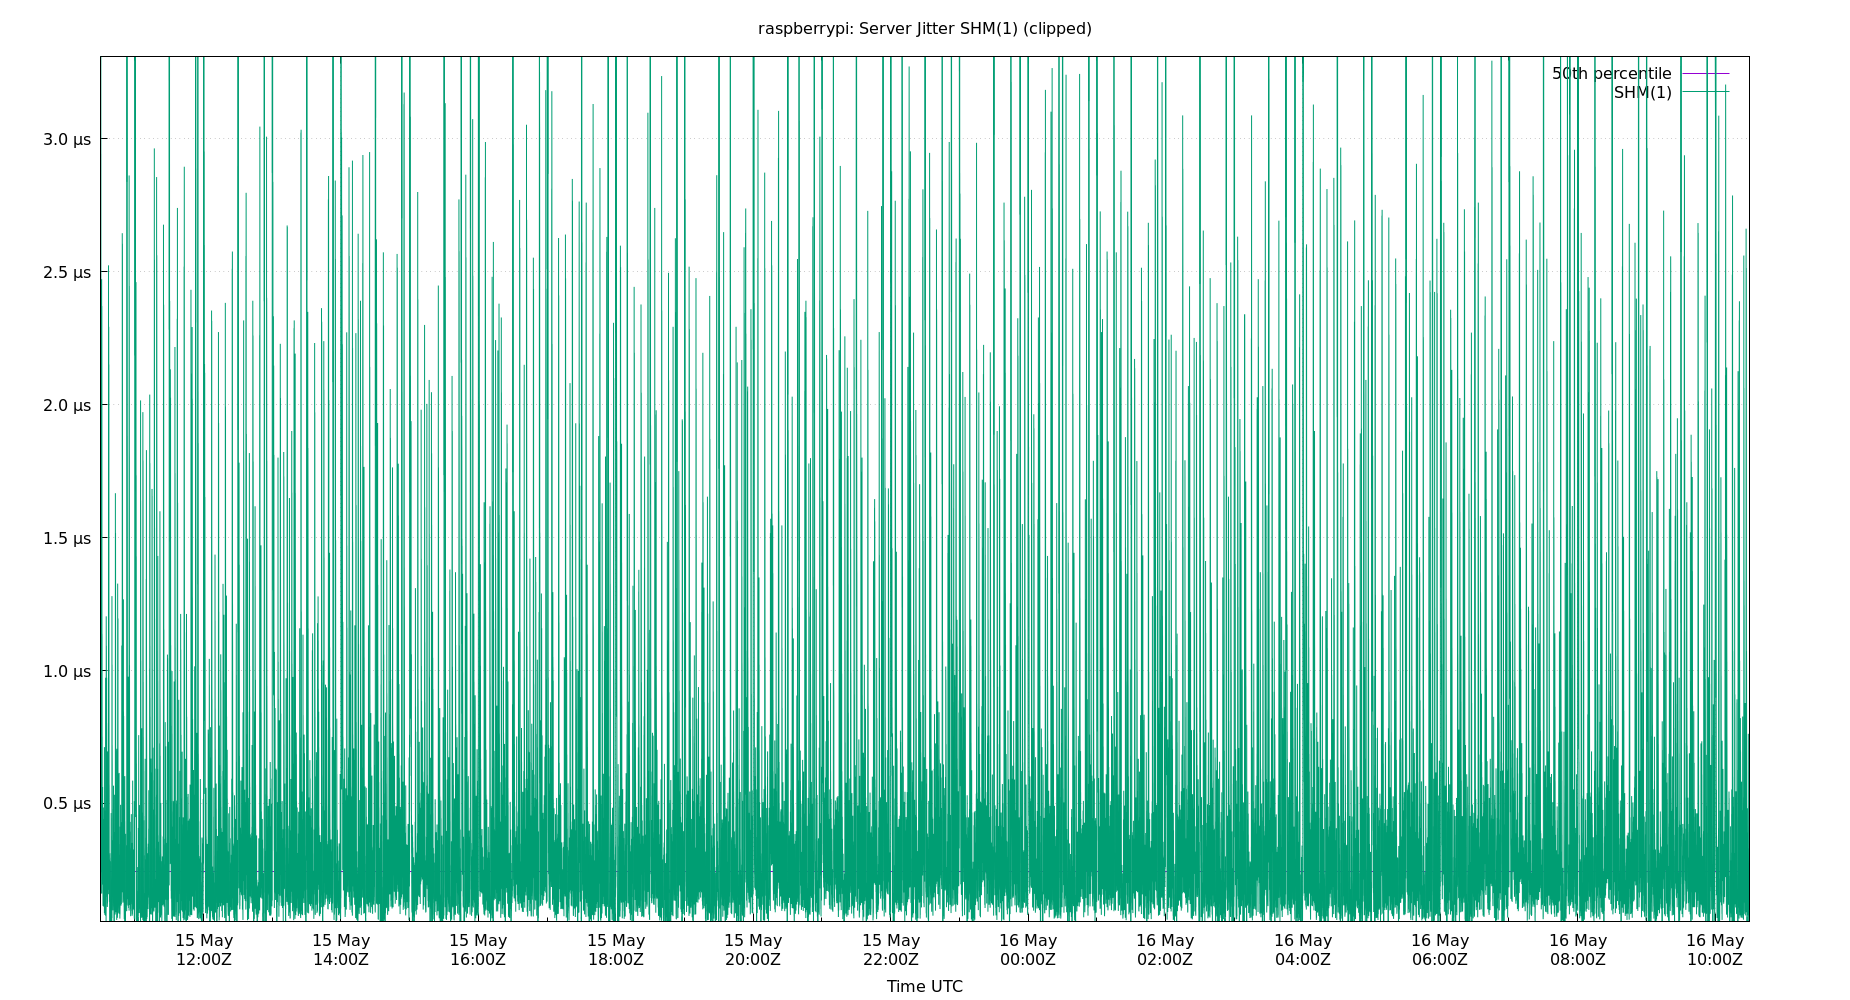 raspberrypi: Server Jitter SHM(1) (clipped)
50th percentile
SHM(1)
3.0 µs
2.5 µs
2.0 µs
1.5 µs
1.0 µs
0.5 µs
15 May 15 May 15 May 15 May 15 May 15 May 16 May 16 May 16 May 16 May 16 May 16 May
12:00Z 14:00Z 16:00Z 18:00Z 20:00Z 22:00Z 00:00Z 02:00Z 04:00Z 06:00Z 08:00Z 10:00Z
Time UTC